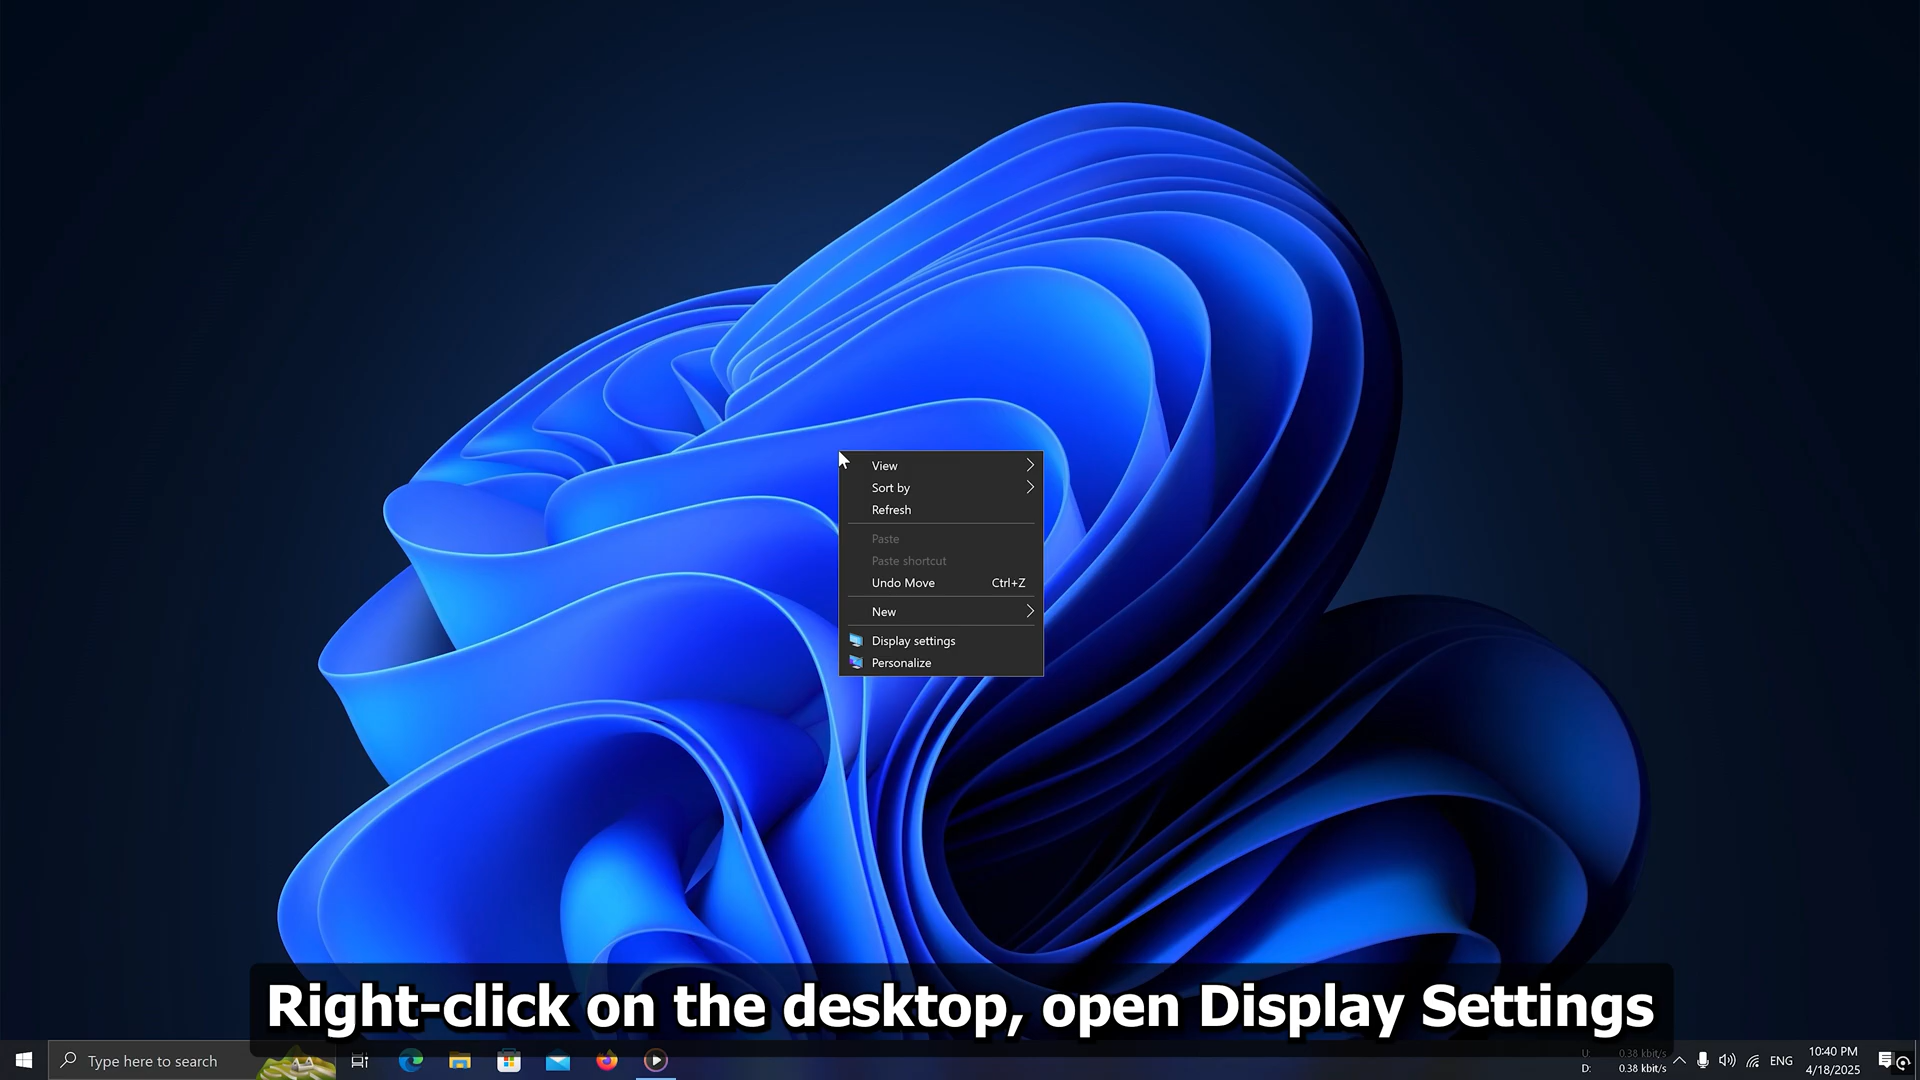 View
Sort by
Refresh
Paste
Paste shortcut
Undo Move Ctrl+Z
New
Display settings
Personalize
Right-click on the desktop, open Display Settings
Type here to search
U: 0.38 kbit/s
D: 0.38 kbit/s
ENG
10:40 PM
4/18/2025